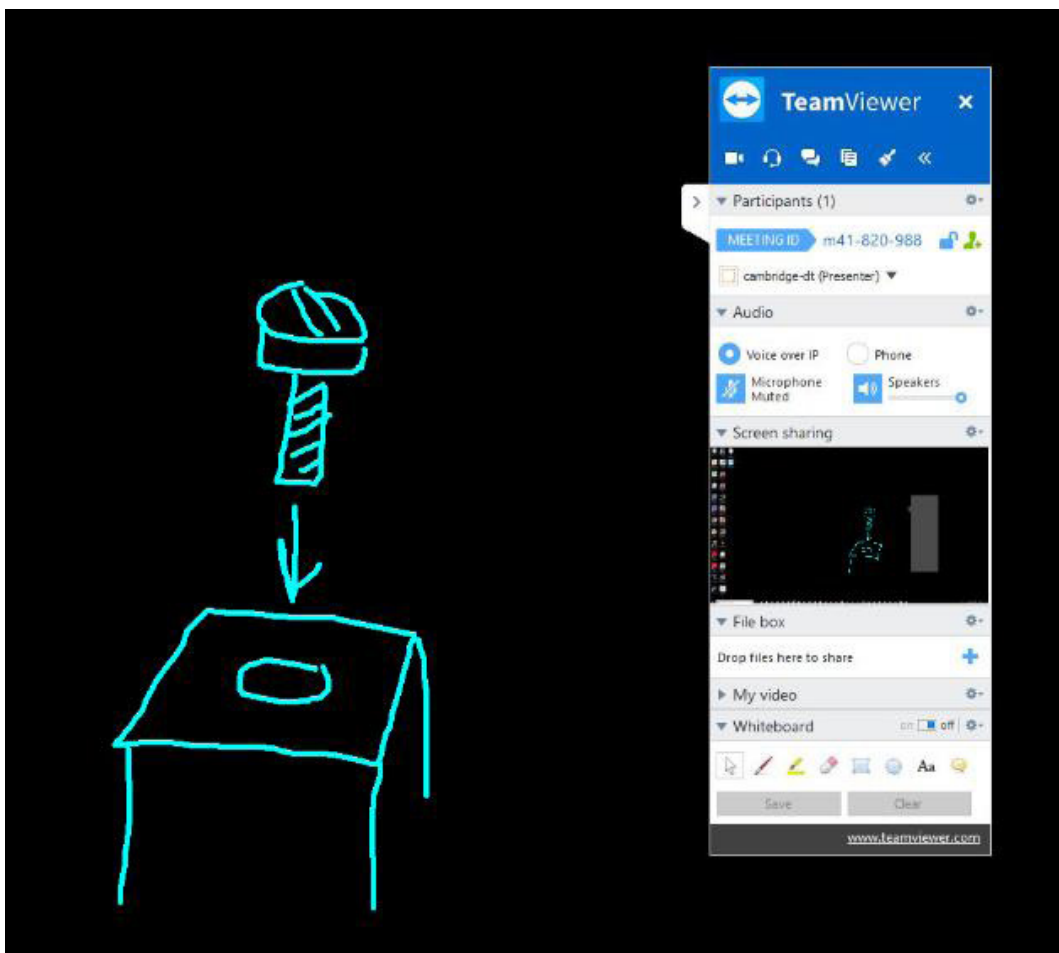 TeamViewer
Participants (1)
MEETING ID m41-820-988
cambridge-dt (Presenter)
Audio
Voice over IP Phone
Microphone Muted Speakers
Screen sharing
File box
Drop files here to share
My video
Whiteboard on off
Aa
Save Clear
www.teamviewer.com